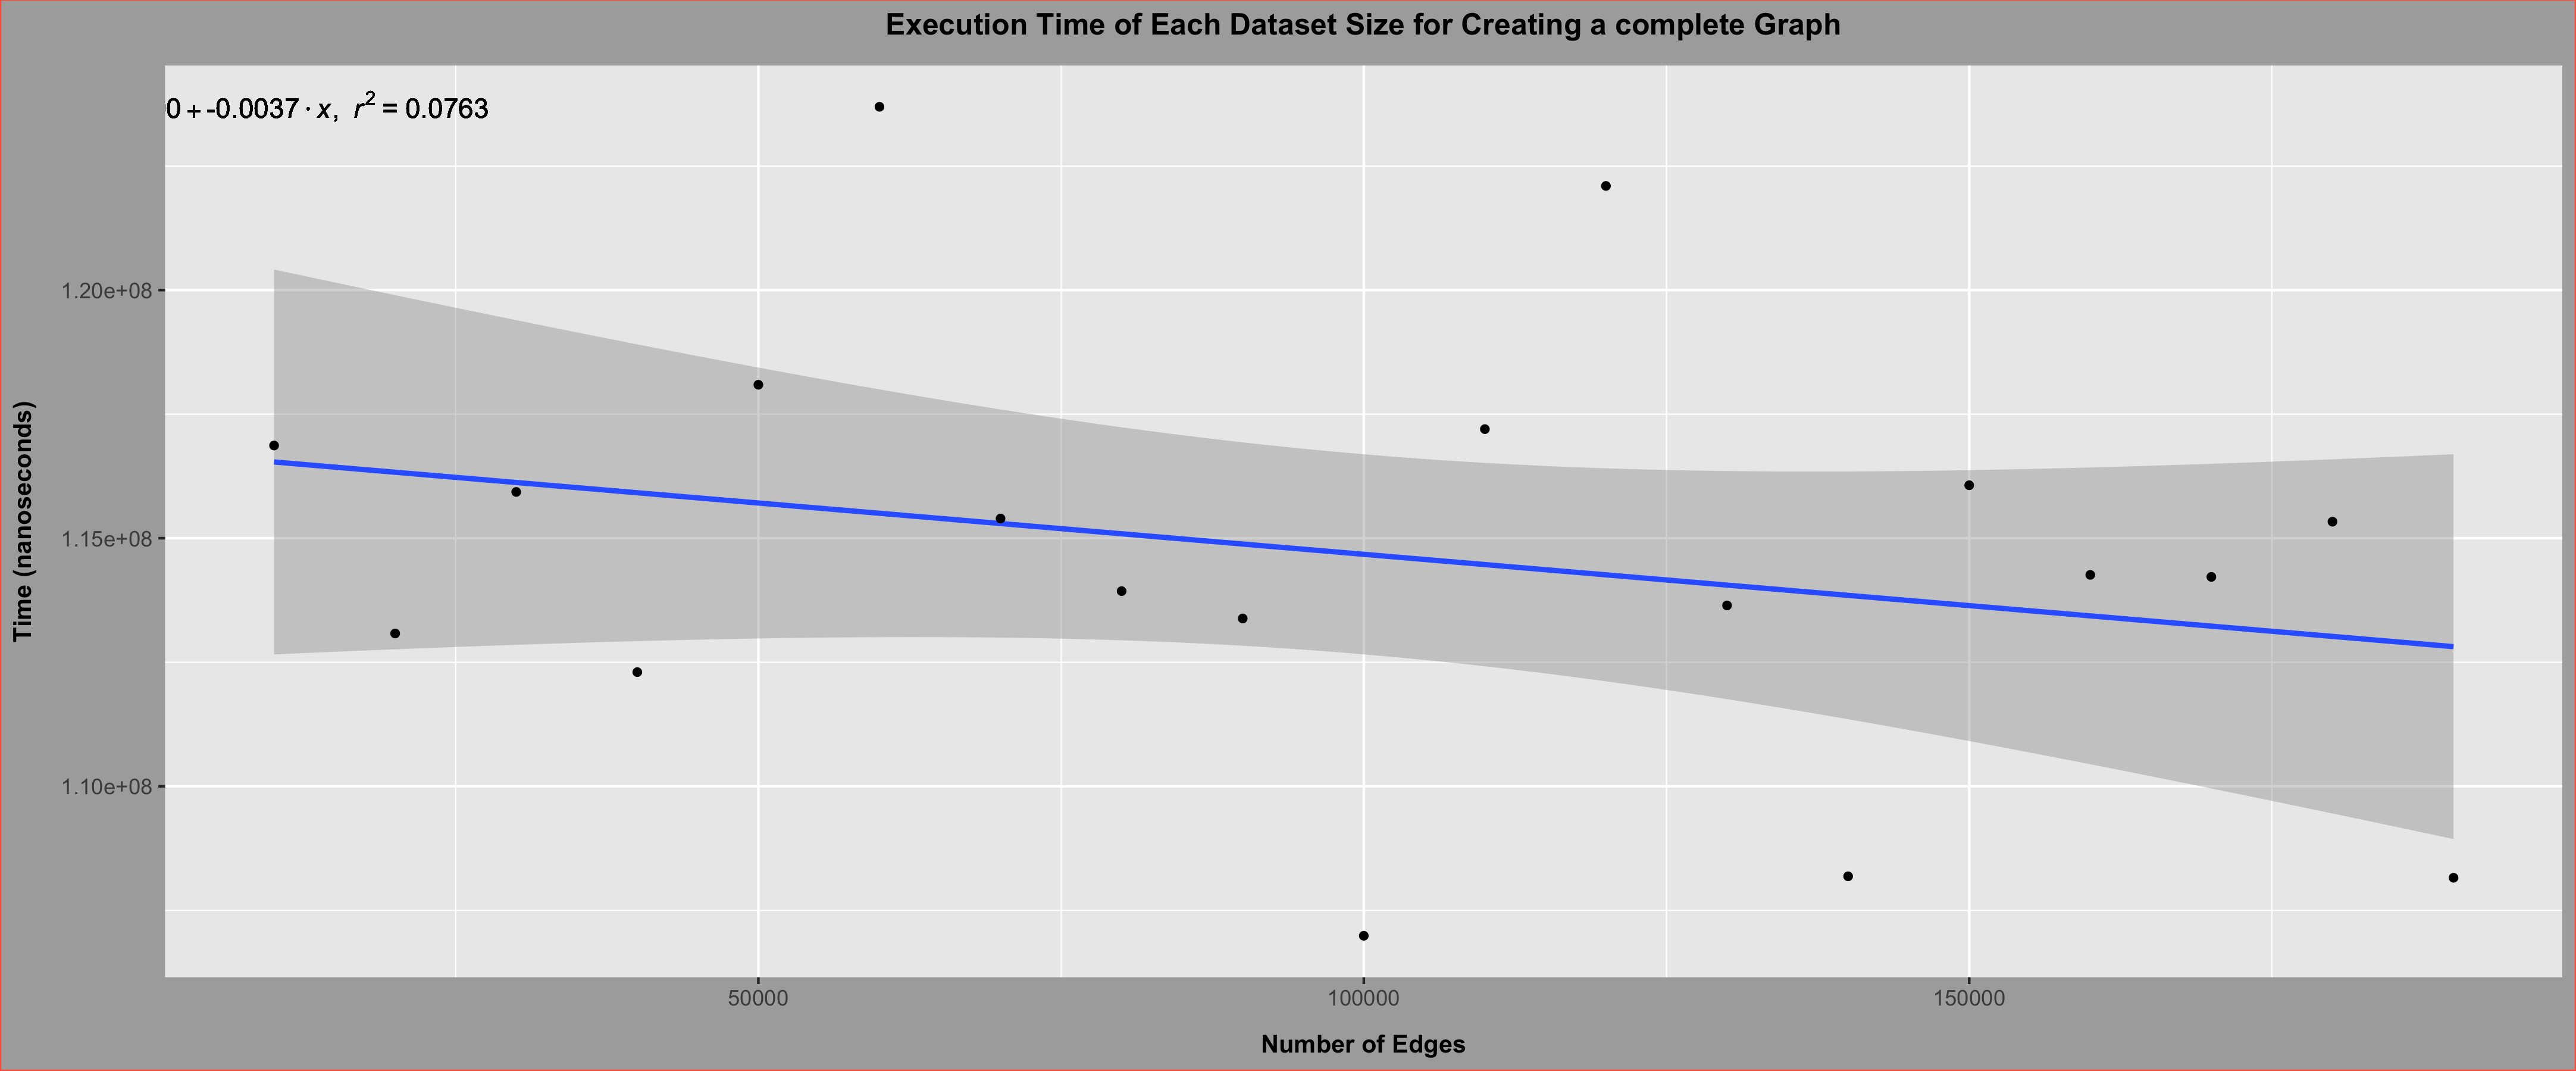 Execution Time of Each Dataset Size for Creating a complete Graph
0 + -0.0037 · x, r² = 0.0763
1.20e+08
1.15e+08
1.10e+08
Time (nanoseconds)
50000 100000 150000
Number of Edges